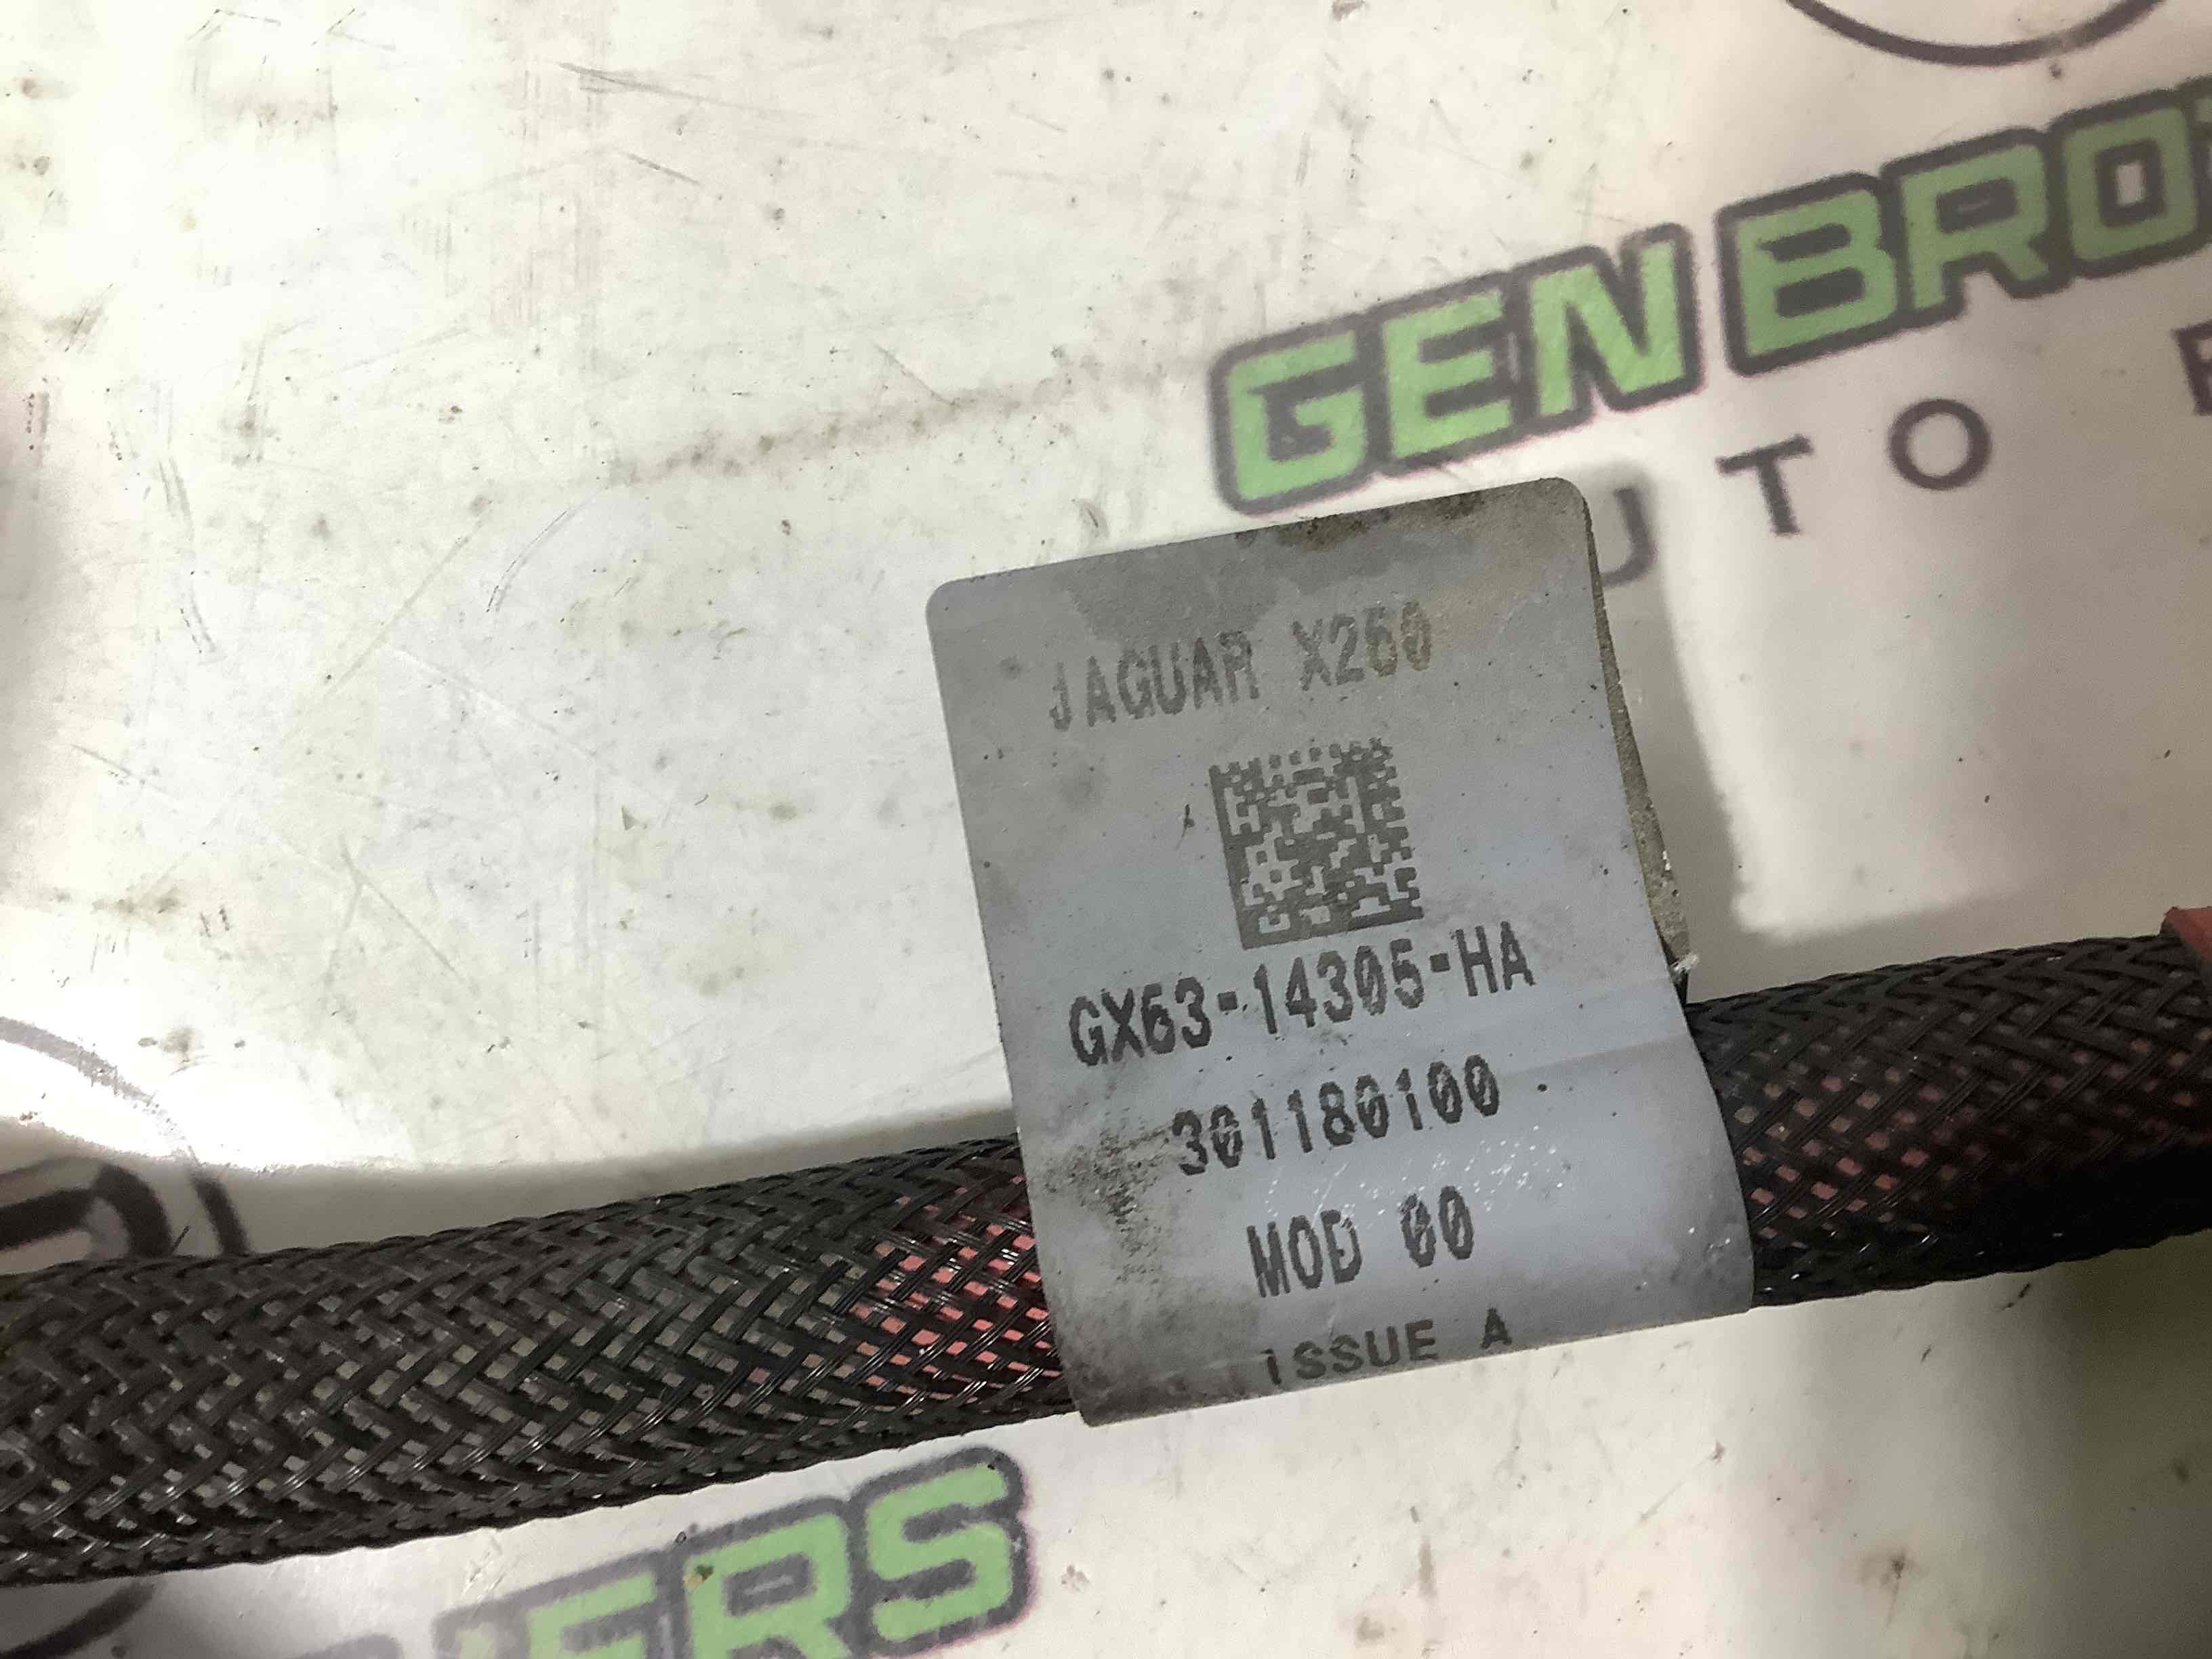 GEN BRO
UTO
JAGUAR X260
GX63-14305-HA
301180100
MOD 00
ISSUE A
ERS